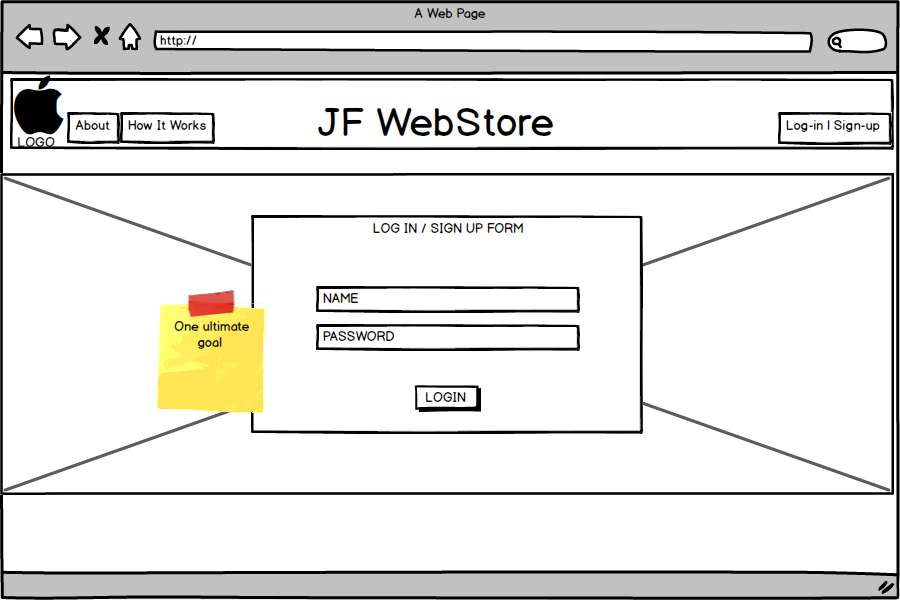 A Web Page
http://
LOGO
About
How It Works
JF WebStore
Log-in | Sign-up
LOG IN / SIGN UP FORM
NAME
One ultimate
goal
PASSWORD
LOGIN